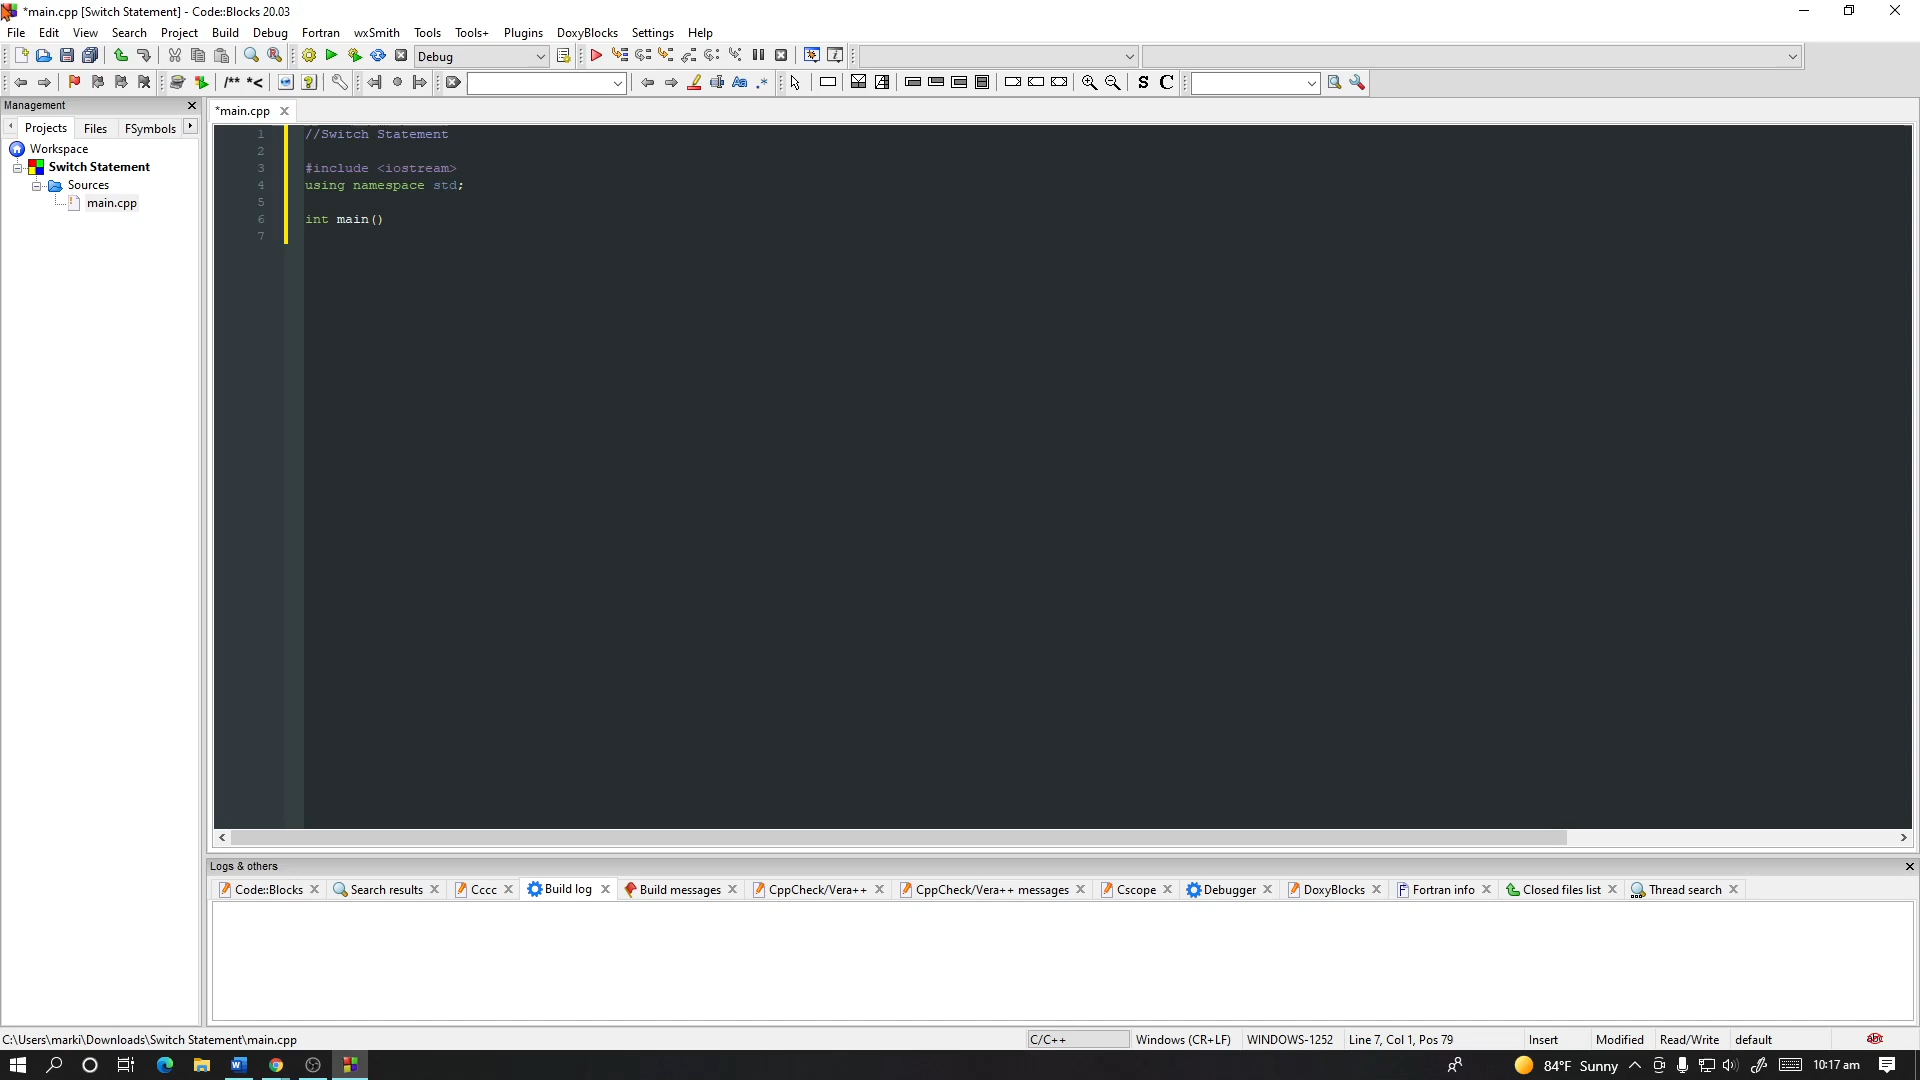 *main.cpp [Switch Statement] - Code::Blocks 20.03
File Edit View Search Project Build Debug Fortran wxSmith Tools Tools+ Plugins DoxyBlocks Settings Help
Debug
/** *<
S C
Management
*main.cpp
Projects Files FSymbols
Workspace
Switch Statement
Sources
main.cpp
1 //Switch Statement
2
3 #include <iostream>
4 using namespace std;
5
6 int main()
7
Logs & others
Code::Blocks Search results Cccc Build log Build messages CppCheck/Vera++ CppCheck/Vera++ messages Cscope Debugger DoxyBlocks Fortran info Closed files list Thread search
C:\Users\marki\Downloads\Switch Statement\main.cpp C/C++ Windows (CR+LF) WINDOWS-1252 Line 7, Col 1, Pos 79 Insert Modified Read/Write default abc
84°F Sunny 10:17 am